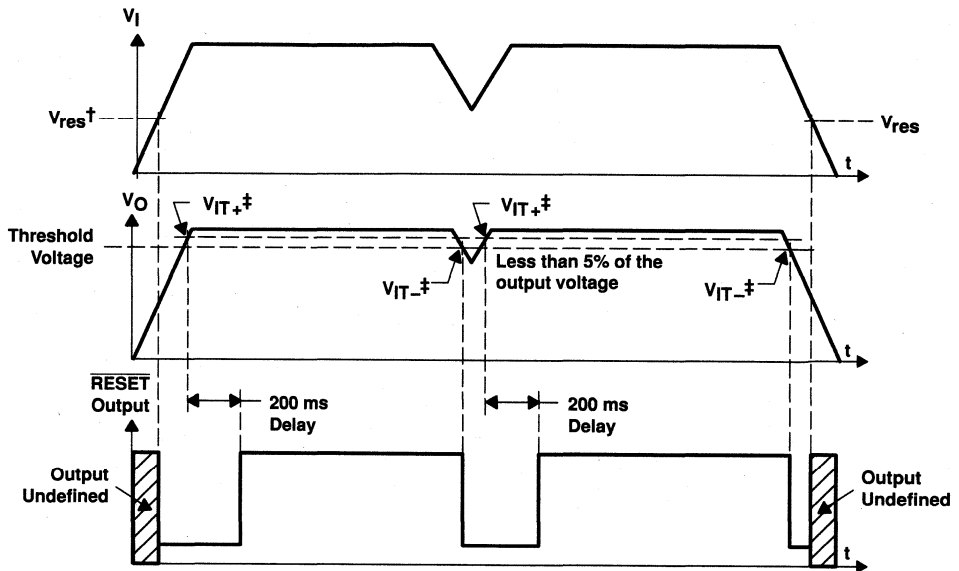 VI
Vres†
Vres
t
VO
VIT+‡
VIT+‡
Threshold
Voltage
Less than 5% of the
output voltage
VIT–‡
VIT–‡
t
RESET
Output
200 ms
Delay
200 ms
Delay
Output
Undefined
Output
Undefined
t